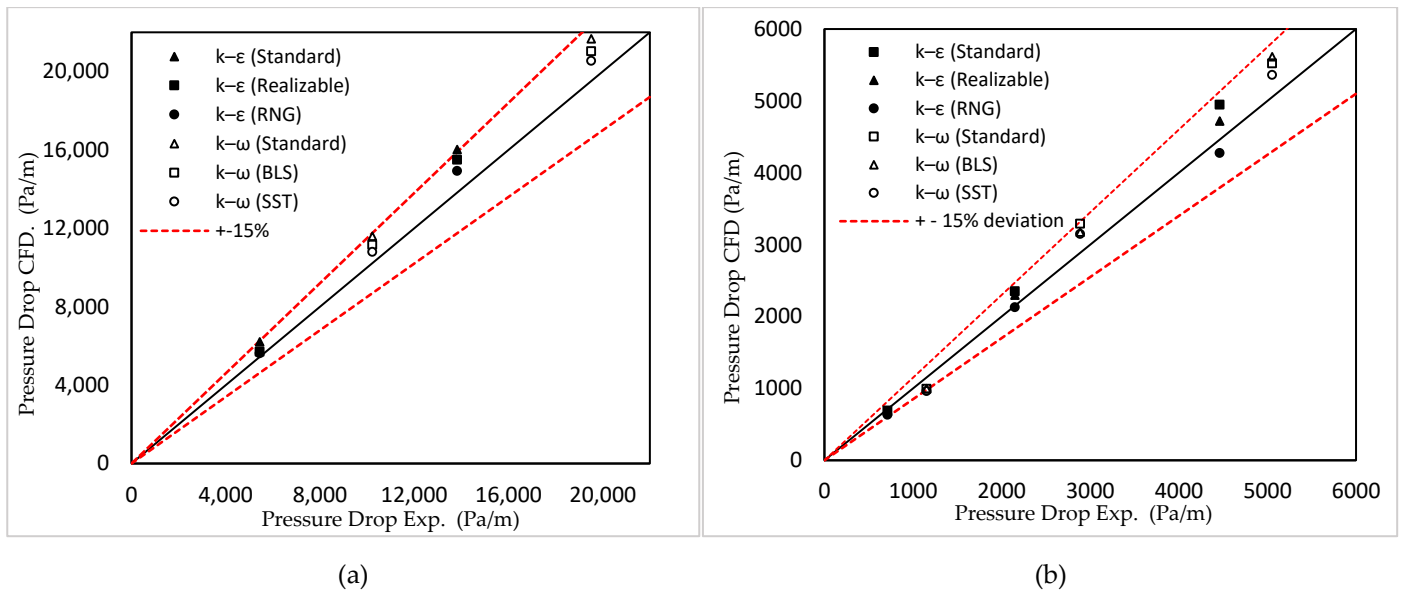 k−ε (Standard)
k−ε (Realizable)
k−ε (RNG)
k−ω (Standard)
k−ω (BLS)
k−ω (SST)
+-15%
20,000
16,000
12,000
8,000
4,000
0
Pressure Drop CFD. (Pa/m)
0
4,000
8,000
12,000
16,000
20,000
Pressure Drop Exp. (Pa/m)
(a)
k−ε (Standard)
k−ε (Realizable)
k−ε (RNG)
k−ω (Standard)
k−ω (BLS)
k−ω (SST)
+ - 15% deviation
6000
5000
4000
3000
2000
1000
0
Pressure Drop CFD (Pa/m)
0
1000
2000
3000
4000
5000
6000
Pressure Drop Exp. (Pa/m)
(b)